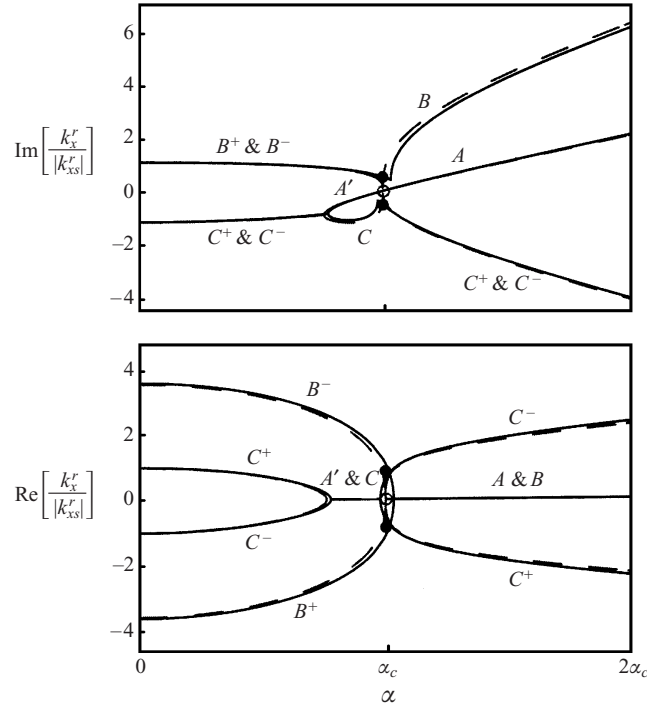 6
B
4
Im[k_x^r/|k_xs^r|]
2
B⁺ & B⁻
A
A′
0
C⁺ & C⁻
C
−2
C⁺ & C⁻
−4
4
B⁻
C⁻
2
C⁺
Re[k_x^r/|k_xs^r|]
A′ & C
A & B
0
C⁻
−2
C⁺
B⁺
−4
0
α_c
2α_c
α